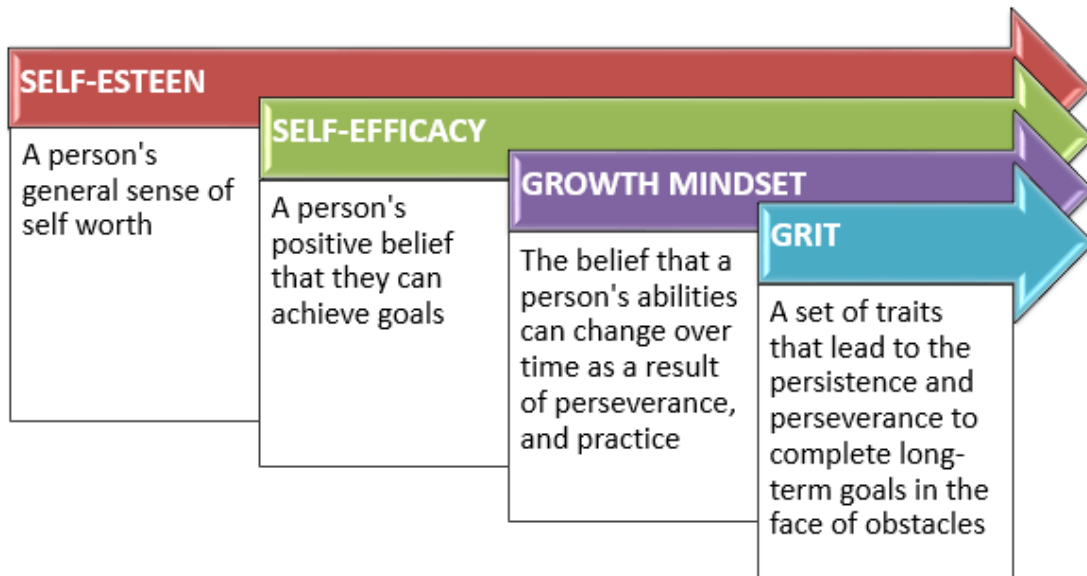 SELF-ESTEEN
A person's
general sense of
self worth
SELF-EFFICACY
A person's
positive belief
that they can
achieve goals
GROWTH MINDSET
The belief that a
person's abilities
can change over
time as a result
of perseverance,
and practice
GRIT
A set of traits
that lead to the
persistence and
perseverance to
complete long-
term goals in the
face of obstacles